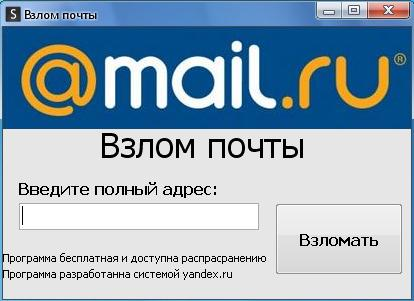 S Взлом почты
@mail.ru®
Взлом почты
Введите полный адрес:
Взломать
Программа бесплатная и доступна распрасранению
Программа разработанна системой yandex.ru